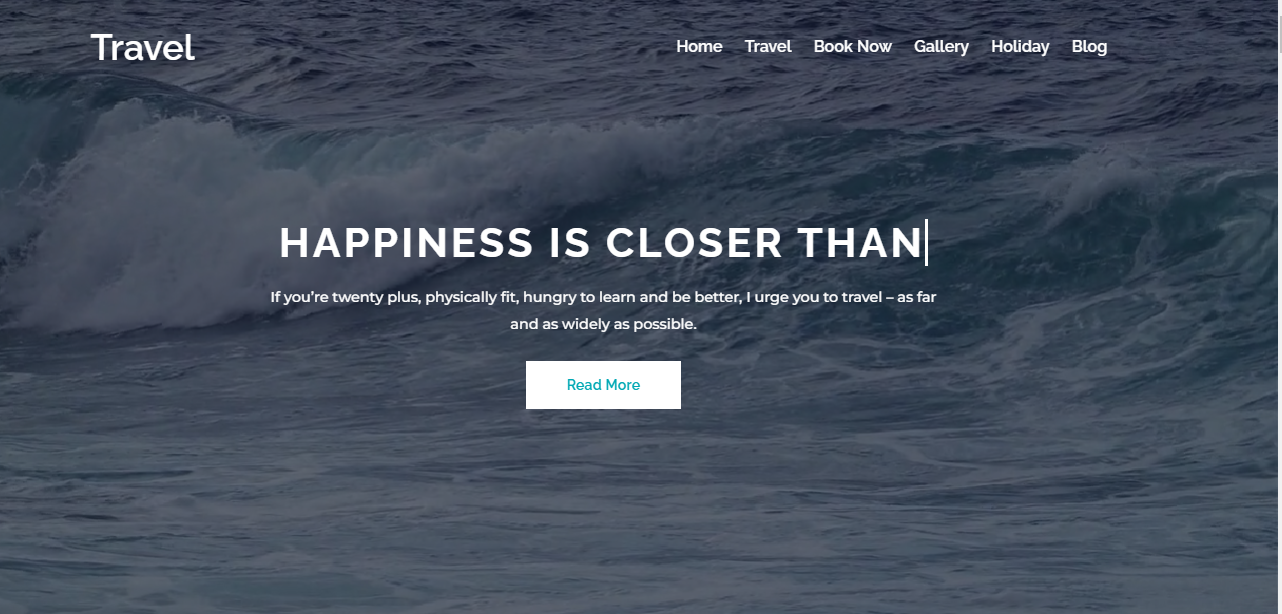 Travel
Home Travel Book Now Gallery Holiday Blog
HAPPINESS IS CLOSER THAN
If you’re twenty plus, physically fit, hungry to learn and be better, I urge you to travel – as far
and as widely as possible.
Read More